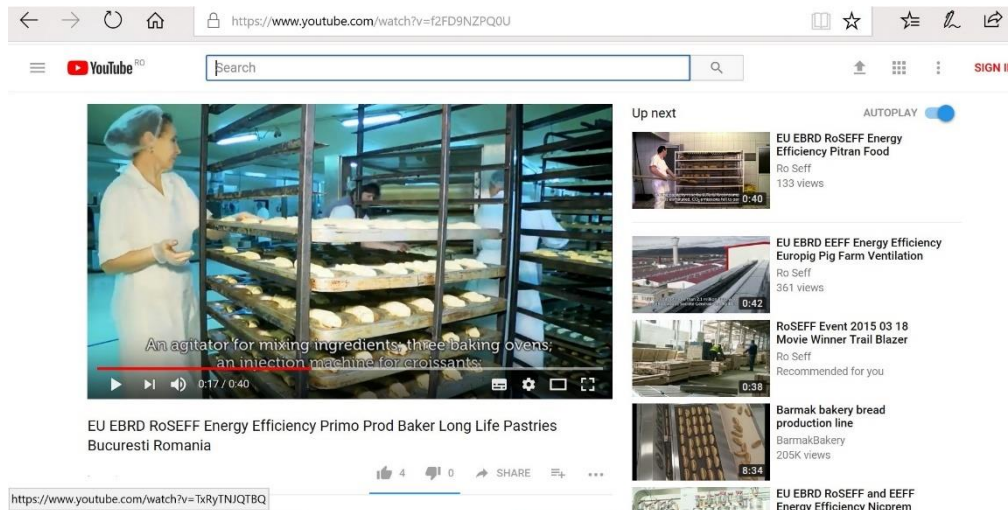 https://www.youtube.com/watch?v=f2FD9NZPQ0U
YouTube RO
Search
SIGN I
An agitator for mixing ingredients; three baking ovens;
an injection machine for croissants;
0:17 / 0:40
EU EBRD RoSEFF Energy Efficiency Primo Prod Baker Long Life Pastries
Bucuresti Romania
4 0 SHARE
https://www.youtube.com/watch?v=TxRyTNJQTBQ
Up next AUTOPLAY
EU EBRD RoSEFF Energy
Efficiency Pitran Food
Ro Seff
133 views
0:40
EU EBRD EEFF Energy Efficiency
Europig Pig Farm Ventilation
Ro Seff
361 views
0:42
RoSEFF Event 2015 03 18
Movie Winner Trail Blazer
Ro Seff
Recommended for you
0:38
Barmak bakery bread
production line
BarmakBakery
205K views
8:34
EU EBRD RoSEFF and EEFF
Energy Efficiency Nicprem